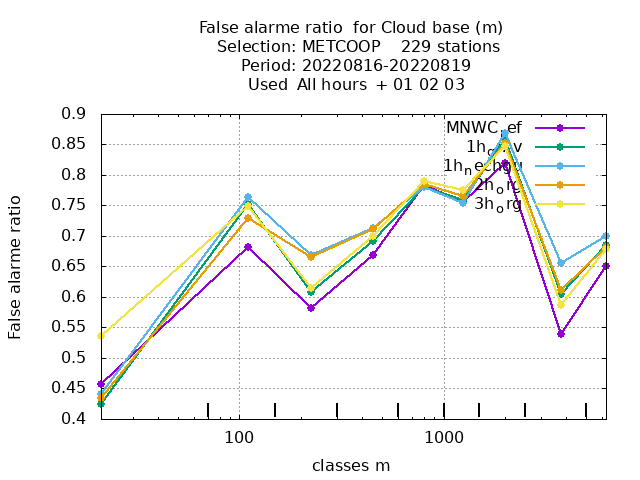 False alarme ratio  for Cloud base (m)
Selection: METCOOP    229 stations
Period: 20220816-20220819
Used  All hours  + 01 02 03
0.9
0.85
0.8
0.75
0.7
0.65
0.6
0.55
0.5
0.45
0.4
False alarme ratio
2h_org
3h_org
100
1000
classes m